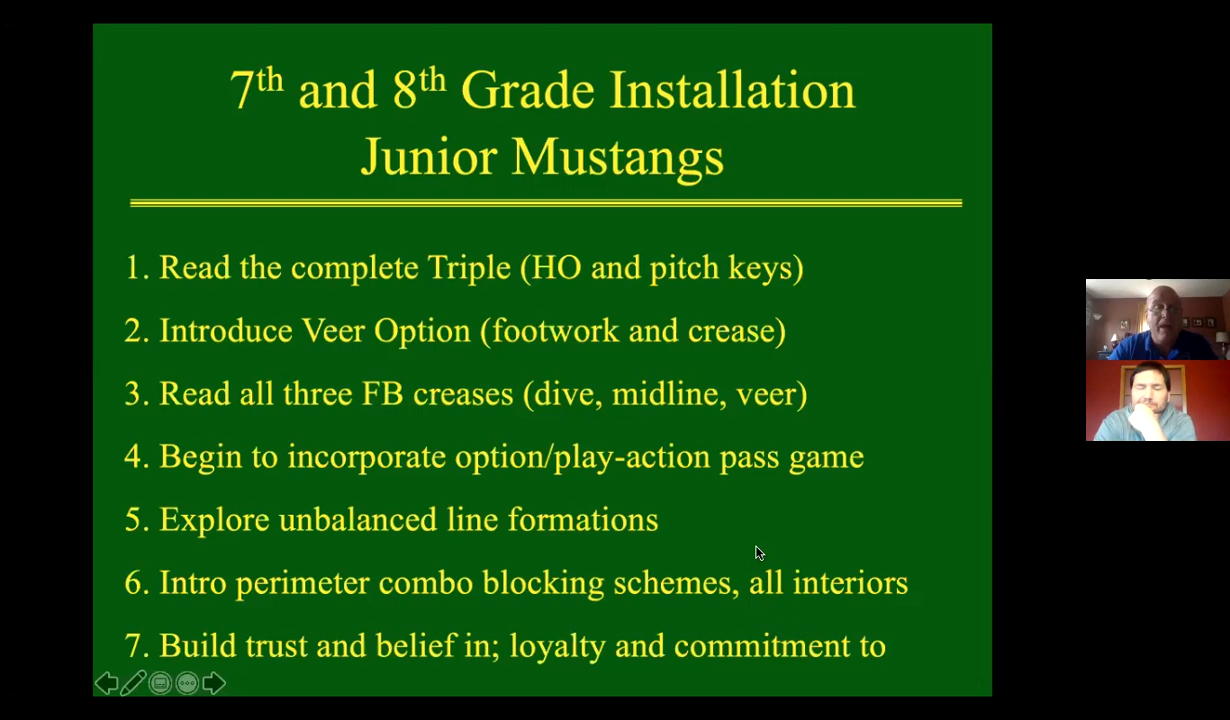 7th and 8th Grade Installation
Junior Mustangs
1. Read the complete Triple (HO and pitch keys)
2. Introduce Veer Option (footwork and crease)
3. Read all three FB creases (dive, midline, veer)
4. Begin to incorporate option/play-action pass game
5. Explore unbalanced line formations
6. Intro perimeter combo blocking schemes, all interiors
7. Build trust and belief in; loyalty and commitment to